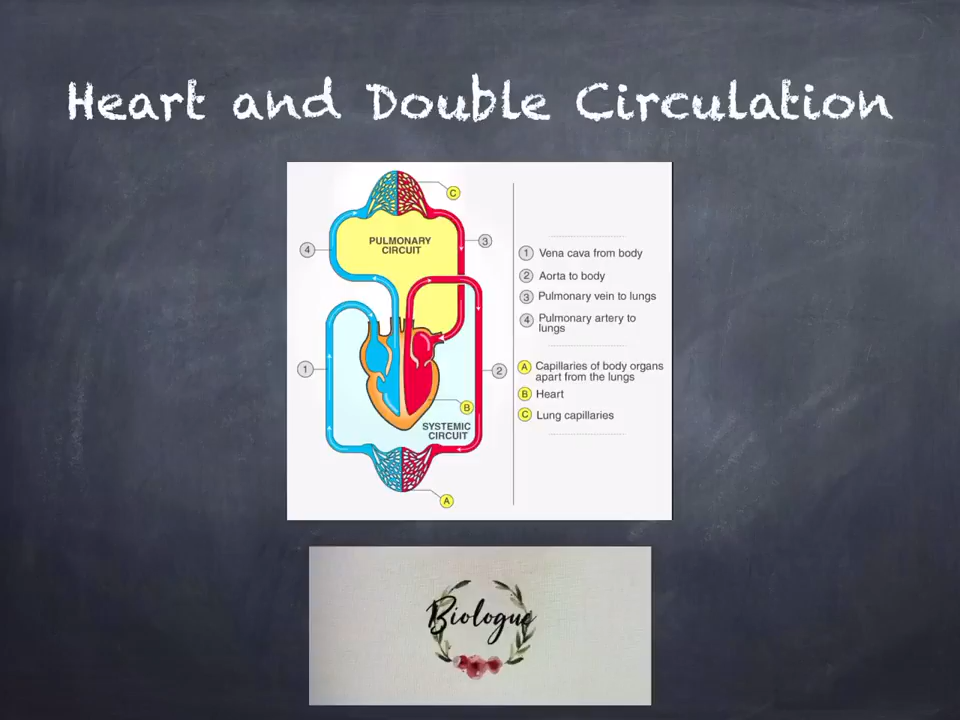 Heart and Double Circulation
C
PULMONARY
CIRCUIT
3
4
1
2
B
SYSTEMIC
CIRCUIT
A
1 Vena cava from body
2 Aorta to body
3 Pulmonary vein to lungs
4 Pulmonary artery to
lungs
A Capillaries of body organs
apart from the lungs
B Heart
C Lung capillaries
Biologue